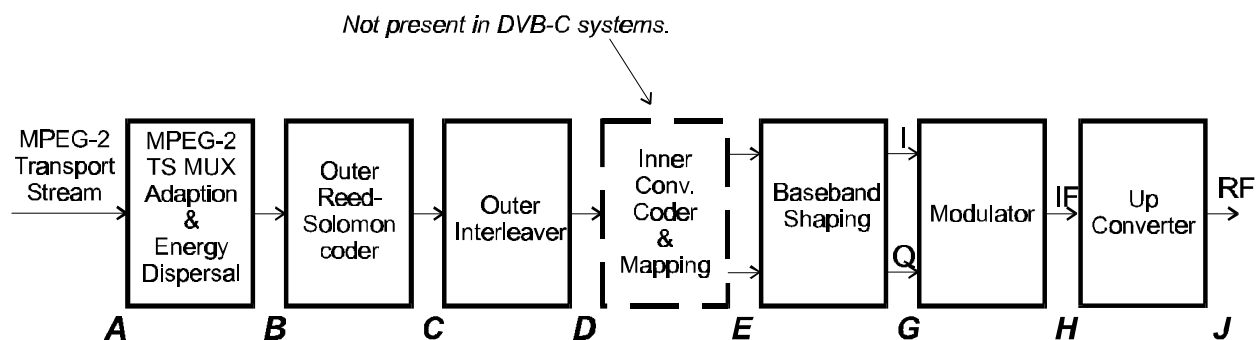 Not present in DVB-C systems.
MPEG-2
Transport
Stream
MPEG-2
TS MUX
Adaption
&
Energy
Dispersal
Outer
Reed-
Solomon
coder
Outer
Interleaver
Inner
Conv.
Coder
&
Mapping
Baseband
Shaping
I
Q
Modulator
IF
Up
Converter
RF
A
B
C
D
E
G
H
J